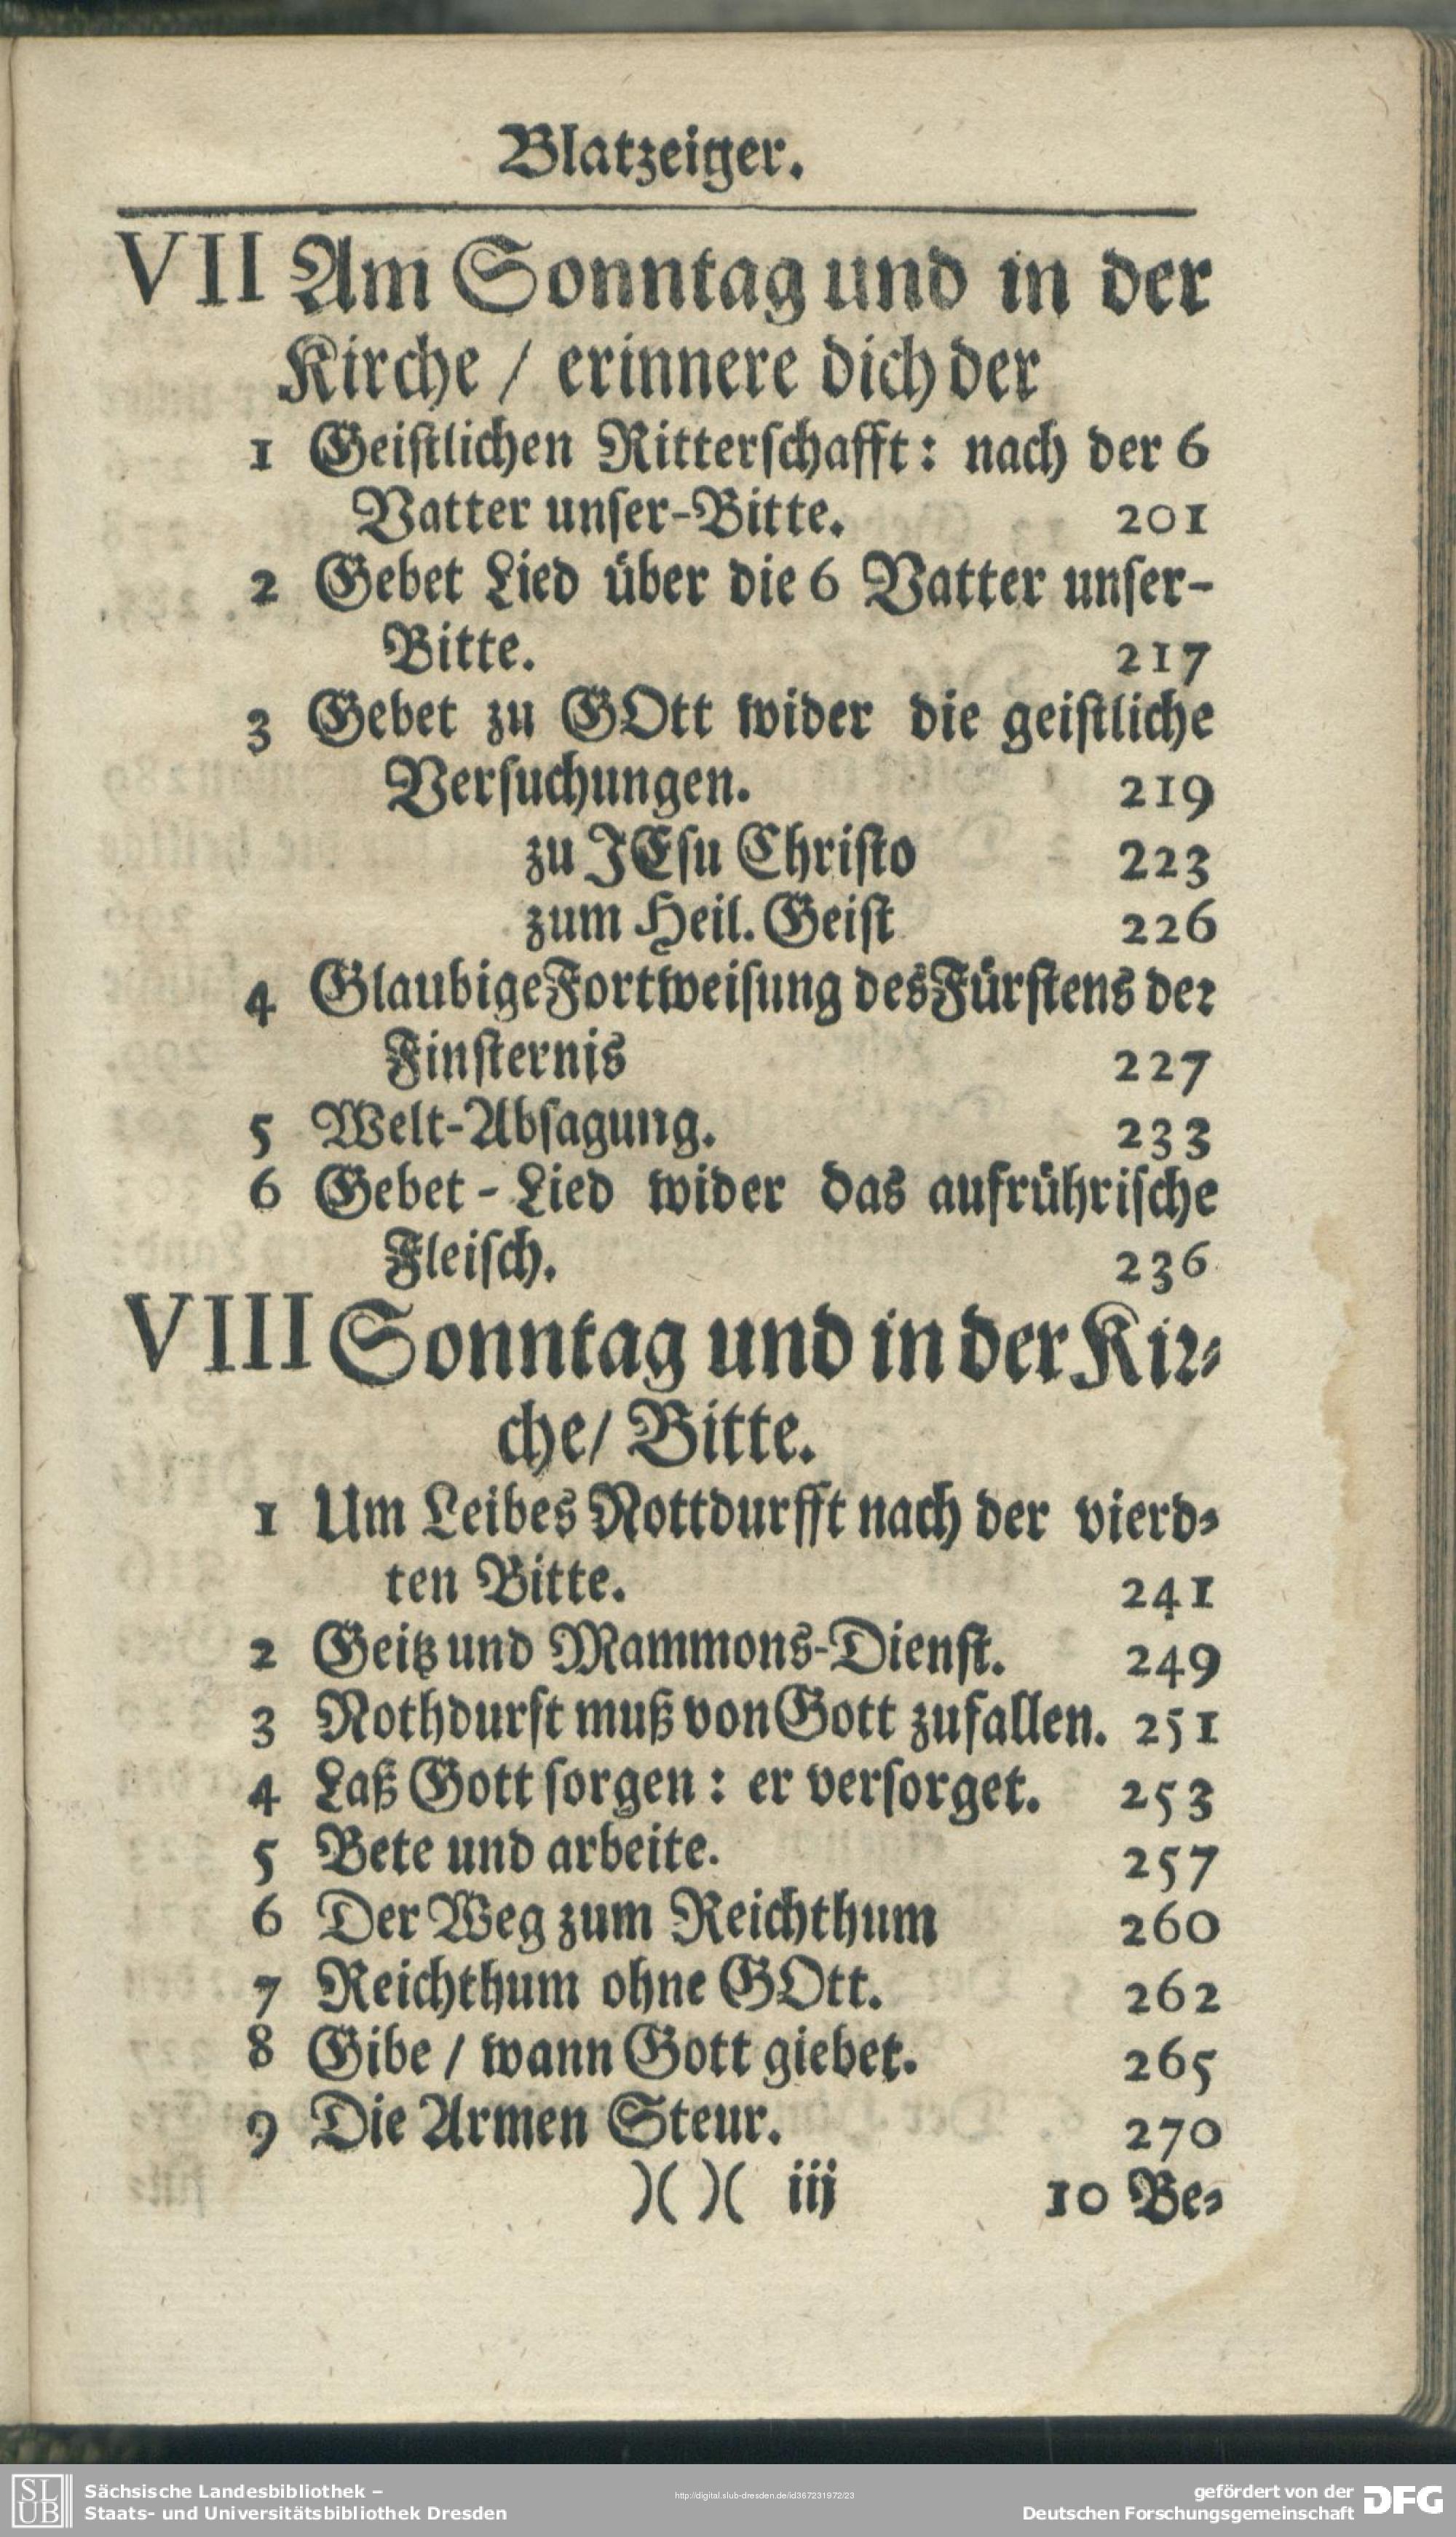 Blatzeiger.
VII Am Sonntag und in der
Kirche / erinnere dich der
1 Geiſtlichen Ritterſchafft: nach der 6
Vatter unſer-Bitte. 201
2 Gebet Lied über die 6 Vatter unſer-
Bitte. 217
3 Gebet zu GOtt wider die geiſtliche
Verſuchungen. 219
zu JEſu Chriſto 223
zum Heil. Geiſt 226
4 Glaubige Fortweiſung des Fürſtens der
Finſternis 227
5 Welt-Abſagung. 233
6 Gebet-Lied wider das aufrühriſche
Fleiſch. 236
VIII Sonntag und in der Kir-
che/ Bitte.
1 Um Leibes Nottdurfft nach der vierd-
ten Bitte. 241
2 Geitz und Mammons-Dienſt. 249
3 Nothdurft muß von Gott zufallen. 251
4 Laß Gott ſorgen: er verſorget. 253
5 Bete und arbeite. 257
6 Der Weg zum Reichthum 260
7 Reichthum ohne GOtt. 262
8 Gibe / wann Gott giebet. 265
9 Die Armen Steur. 270
)( )( iij 10 Be-
SLUB
Sächsische Landesbibliothek –
Staats- und Universitätsbibliothek Dresden
http://digital.slub-dresden.de/id367231972/23
gefördert von der
Deutschen Forschungsgemeinschaft
DFG